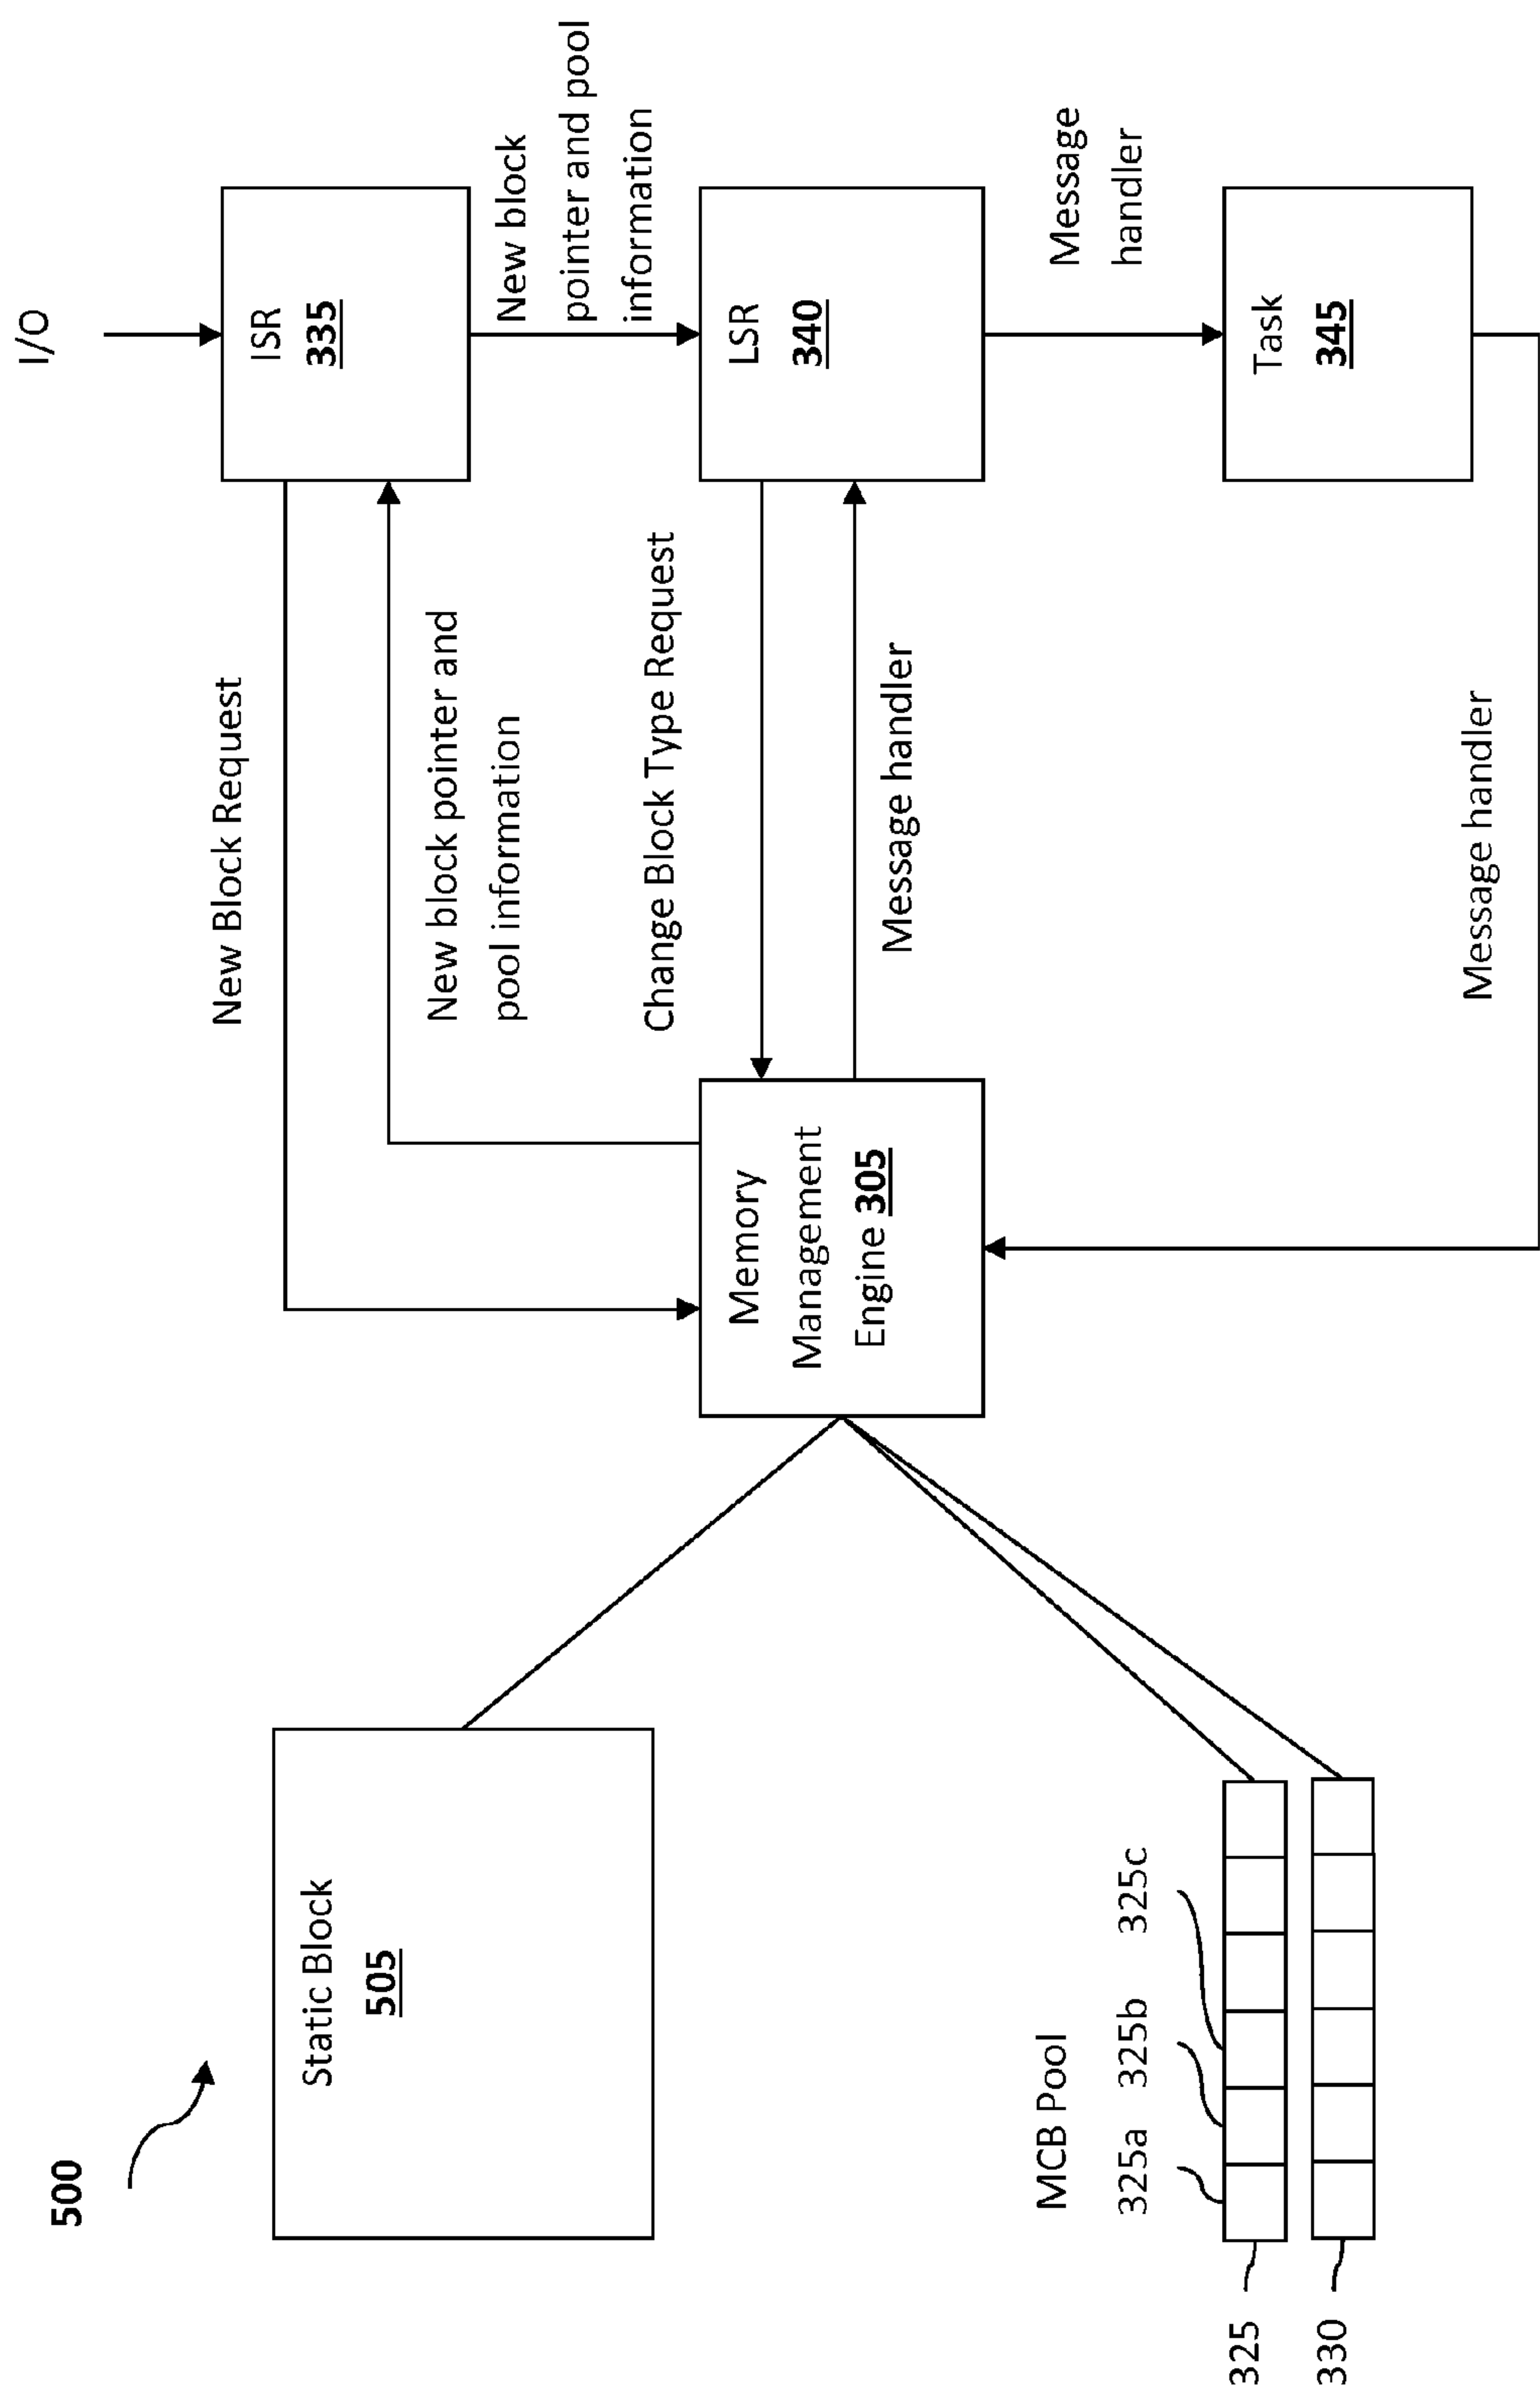 500
Static Block
505
MCB Pool
325a
325b
325c
325
330
Memory
Management
Engine 305
New Block Request
New block pointer and
pool information
Change Block Type Request
Message handler
Message handler
I/O
ISR
335
New block
pointer and pool
information
LSR
340
Message
handler
Task
345